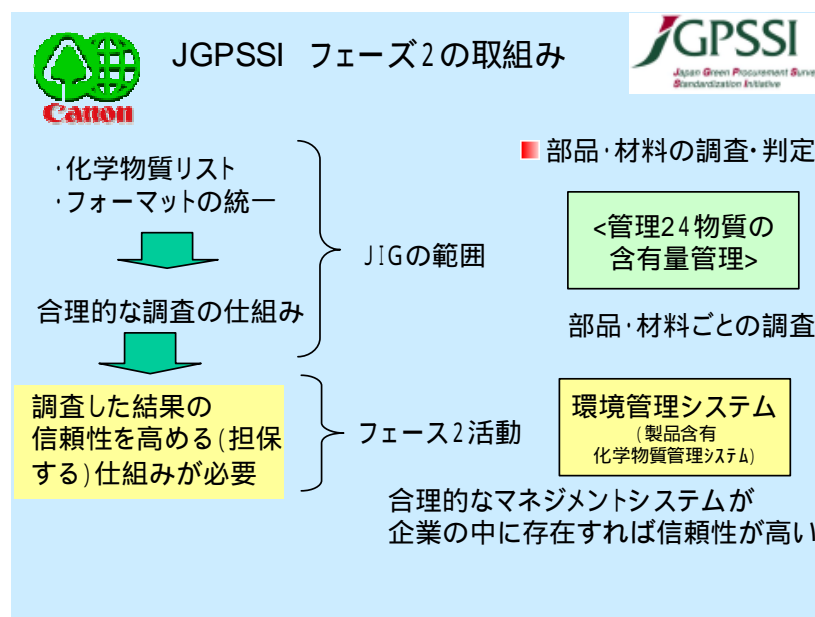 JGPSSI フェーズ2の取組み
Canon
JGPSSI
Japan Green Procurement Surve
Standardization Initiative
・化学物質リスト
・フォーマットの統一
合理的な調査の仕組み
JIGの範囲
調査した結果の
信頼性を高める(担保
する)仕組みが必要
フェース2活動
部品・材料の調査・判定
<管理24物質の
含有量管理>
部品・材料ごとの調査
環境管理システム
(製品含有
化学物質管理システム)
合理的なマネジメントシステムが
企業の中に存在すれば信頼性が高い